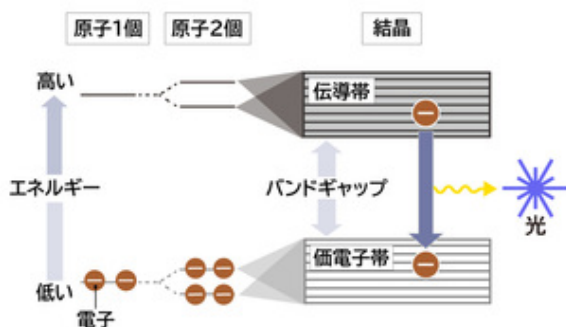 原子1個
原子2個
結晶
高い
伝導帯
エネルギー
バンドギャップ
光
価電子帯
低い
電子